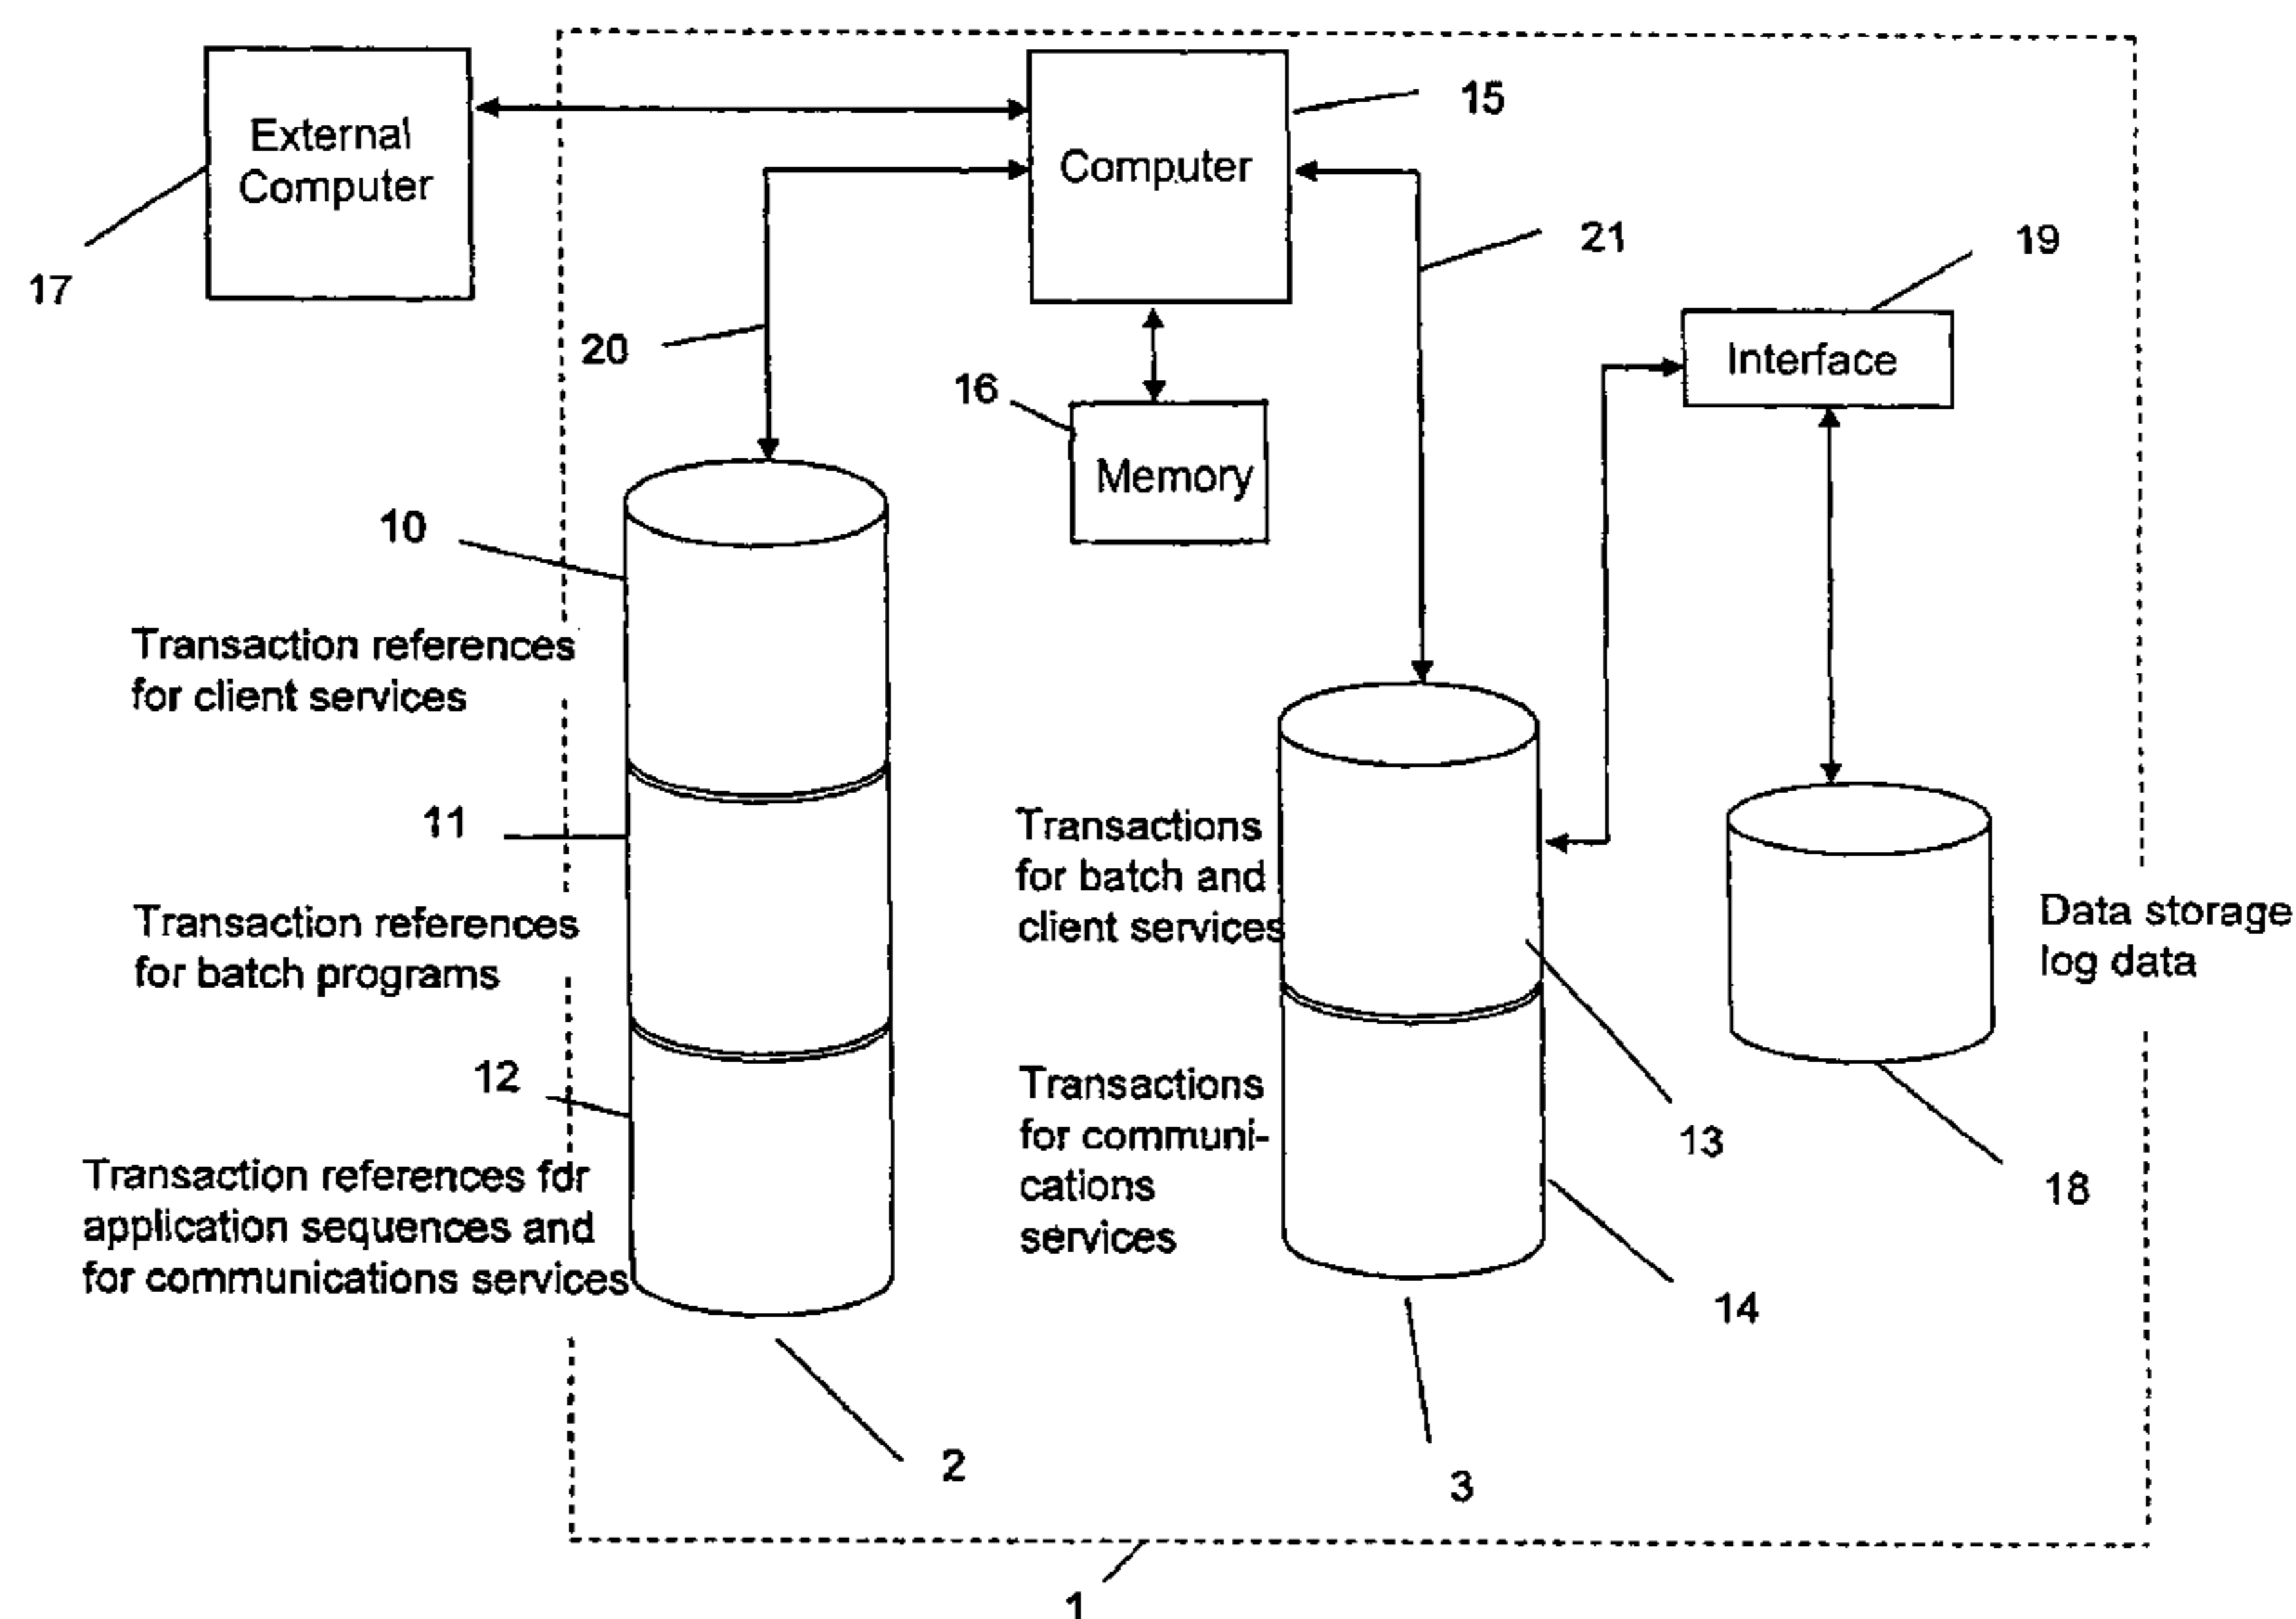 External
Computer
17
Computer
15
20
21
19
Interface
16
Memory
10
Transaction references
for client services
11
Transaction references
for batch programs
12
Transaction references for
application sequences and
for communications services
Transactions
for batch and
client services
Transactions
for communi-
cations
services
Data storage
log data
13
18
14
2
3
1